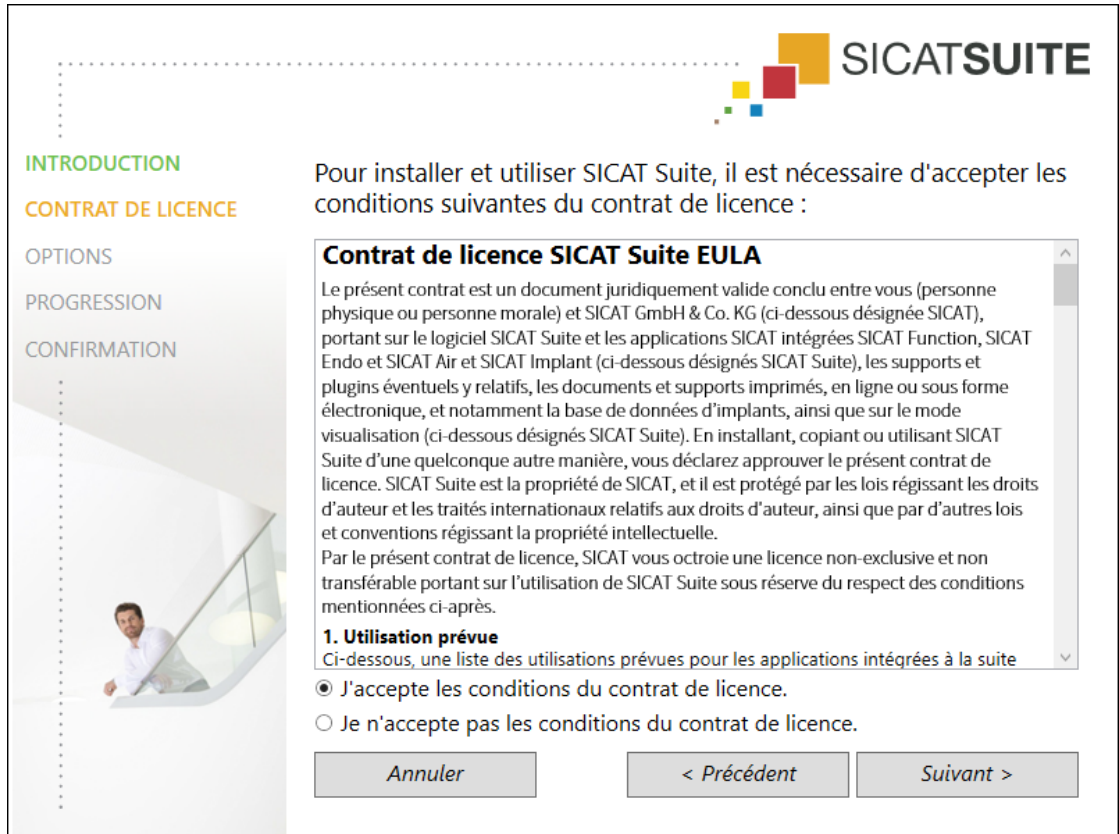 SICATSUITE
INTRODUCTION
CONTRAT DE LICENCE
OPTIONS
PROGRESSION
CONFIRMATION
Pour installer et utiliser SICAT Suite, il est nécessaire d'accepter les
conditions suivantes du contrat de licence :
Contrat de licence SICAT Suite EULA
Le présent contrat est un document juridiquement valide conclu entre vous (personne
physique ou personne morale) et SICAT GmbH & Co. KG (ci-dessous désignée SICAT),
portant sur le logiciel SICAT Suite et les applications SICAT intégrées SICAT Function, SICAT
Endo et SICAT Air et SICAT Implant (ci-dessous désignés SICAT Suite), les supports et
plugins éventuels y relatifs, les documents et supports imprimés, en ligne ou sous forme
électronique, et notamment la base de données d’implants, ainsi que sur le mode
visualisation (ci-dessous désignés SICAT Suite). En installant, copiant ou utilisant SICAT
Suite d’une quelconque autre manière, vous déclarez approuver le présent contrat de
licence. SICAT Suite est la propriété de SICAT, et il est protégé par les lois régissant les droits
d’auteur et les traités internationaux relatifs aux droits d'auteur, ainsi que par d’autres lois
et conventions régissant la propriété intellectuelle.
Par le présent contrat de licence, SICAT vous octroie une licence non-exclusive et non
transférable portant sur l’utilisation de SICAT Suite sous réserve du respect des conditions
mentionnées ci-après.
1. Utilisation prévue
Ci-dessous, une liste des utilisations prévues pour les applications intégrées à la suite
J'accepte les conditions du contrat de licence.
Je n'accepte pas les conditions du contrat de licence.
Annuler
< Précédent
Suivant >